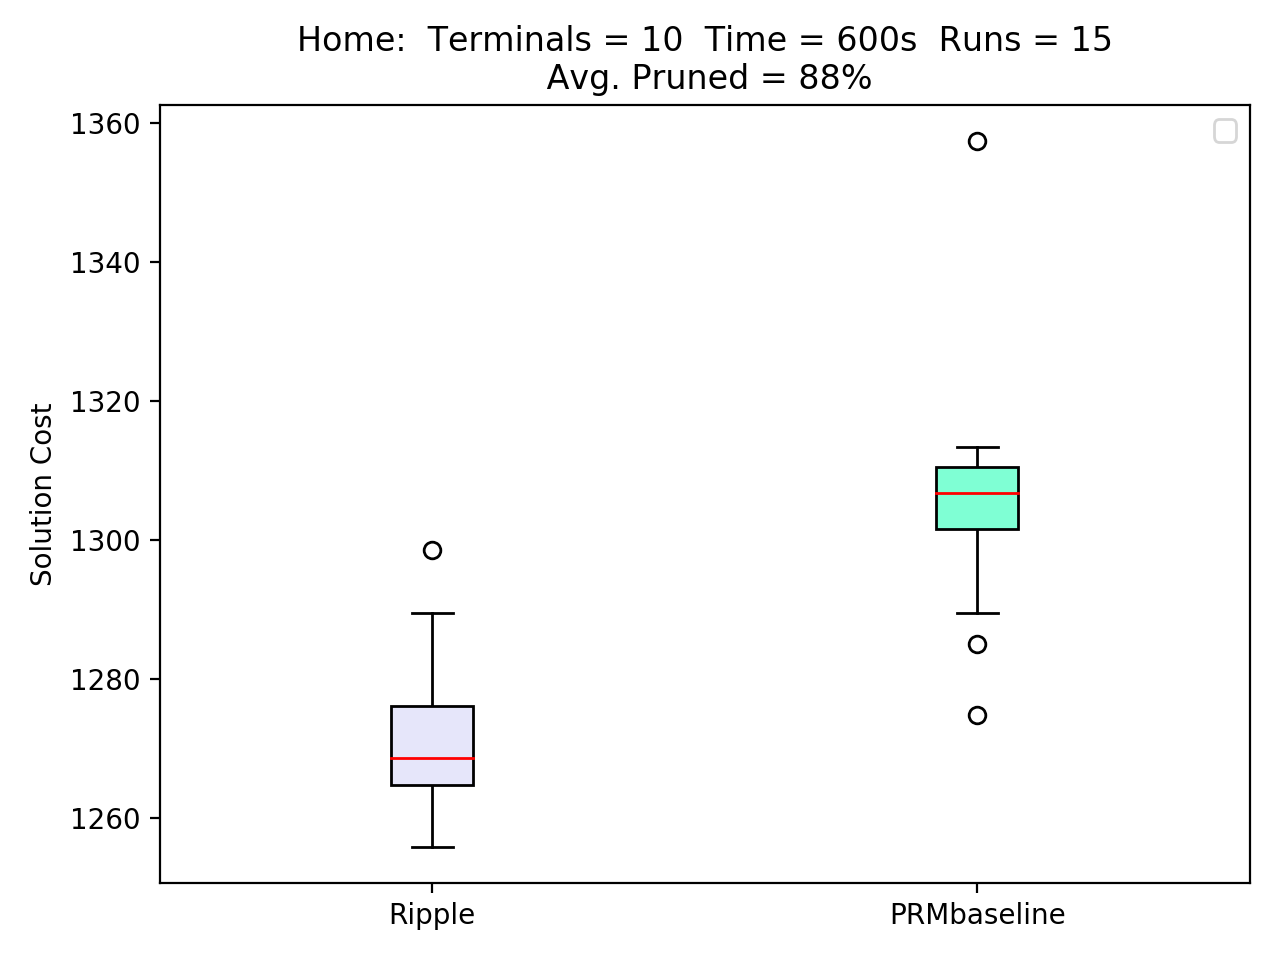 Home:  Terminals = 10  Time = 600s  Runs = 15
Avg. Pruned = 88%
1360
1340
1320
1300
1280
1260
Solution Cost
Ripple
PRMbaseline